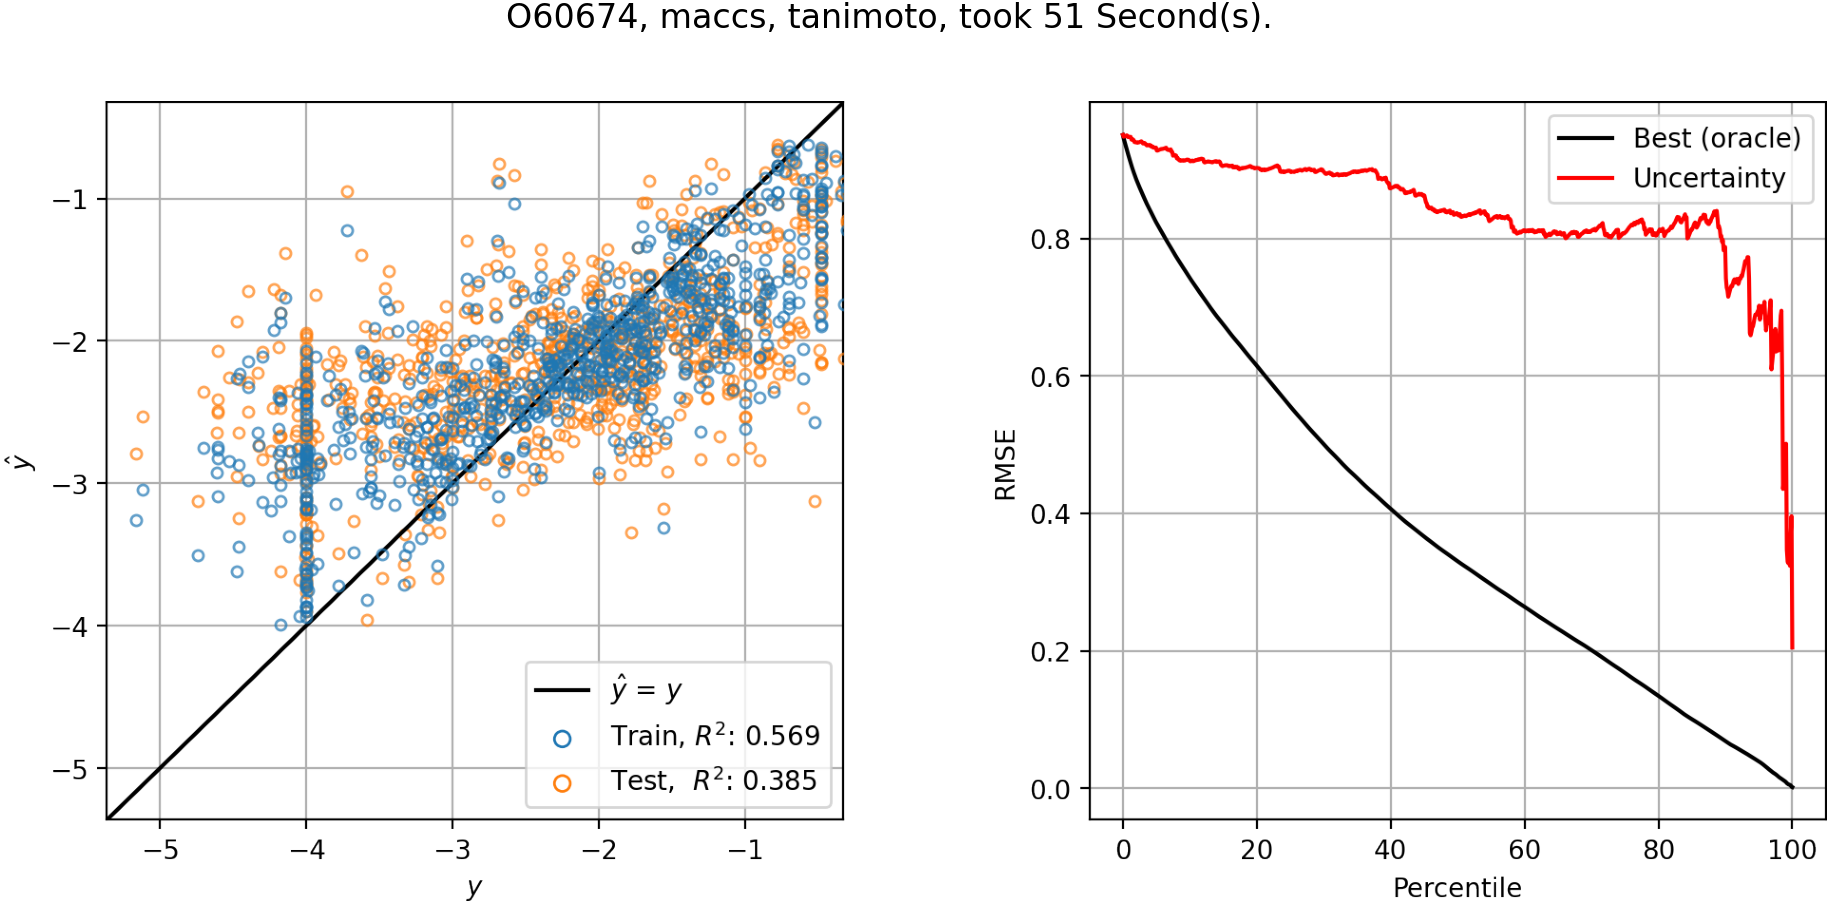 O60674, maccs, tanimoto, took 51 Second(s).
−1
−2
−3
−4
−5
ŷ
ŷ = y
Train, R²: 0.569
Test, R²: 0.385
−5
−4
−3
−2
−1
y
Best (oracle)
Uncertainty
0.8
0.6
0.4
0.2
0.0
RMSE
0
20
40
60
80
100
Percentile